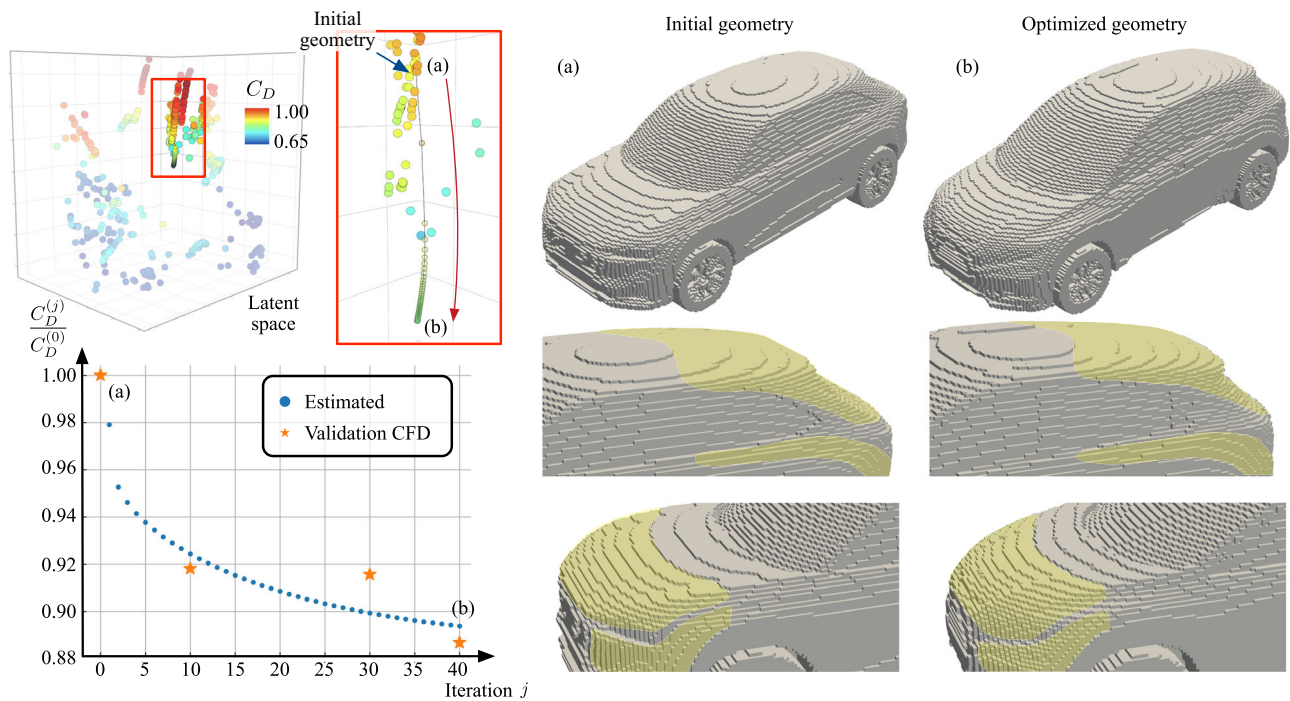 Initial
geometry
(a)
C_D
1.00
0.65
Latent
space
(b)
C_D^{(j)}
C_D^{(0)}
1.00
0.98
0.96
0.94
0.92
0.90
0.88
(a)
Estimated
Validation CFD
(b)
0 5 10 15 20 25 30 35 40
Iteration j
Initial geometry
(a)
Optimized geometry
(b)